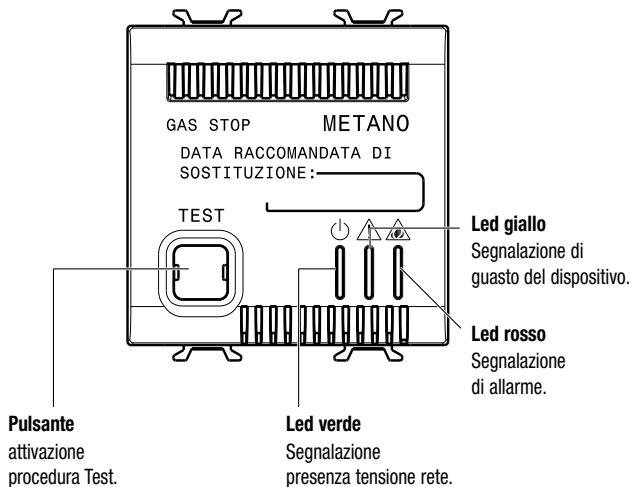 GAS STOP METANO
DATA RACCOMANDATA DI
SOSTITUZIONE:
TEST
Led giallo
Segnalazione di
guasto del dispositivo.
Led rosso
Segnalazione
di allarme.
Pulsante
attivazione
procedura Test.
Led verde
Segnalazione
presenza tensione rete.